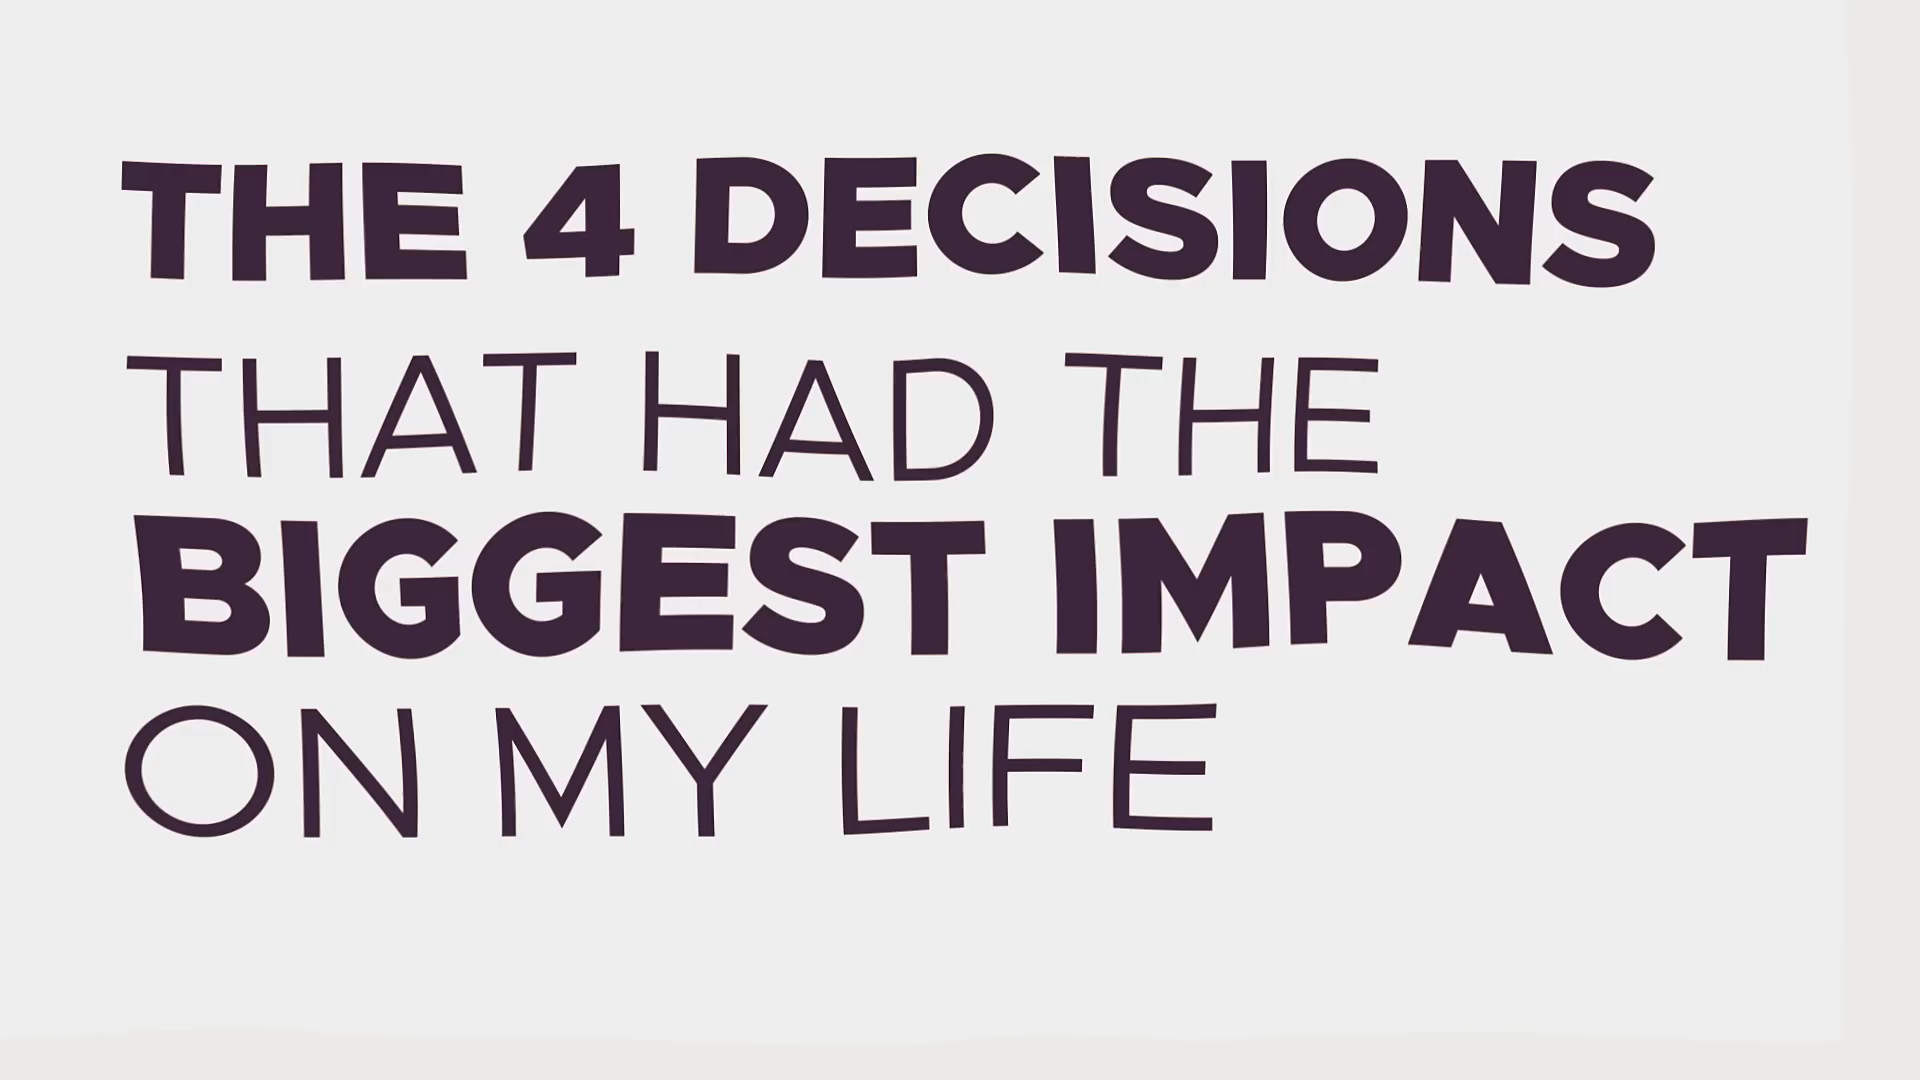 THE 4 DECISIONS
THAT HAD THE
BIGGEST IMPACT
ON MY LIFE